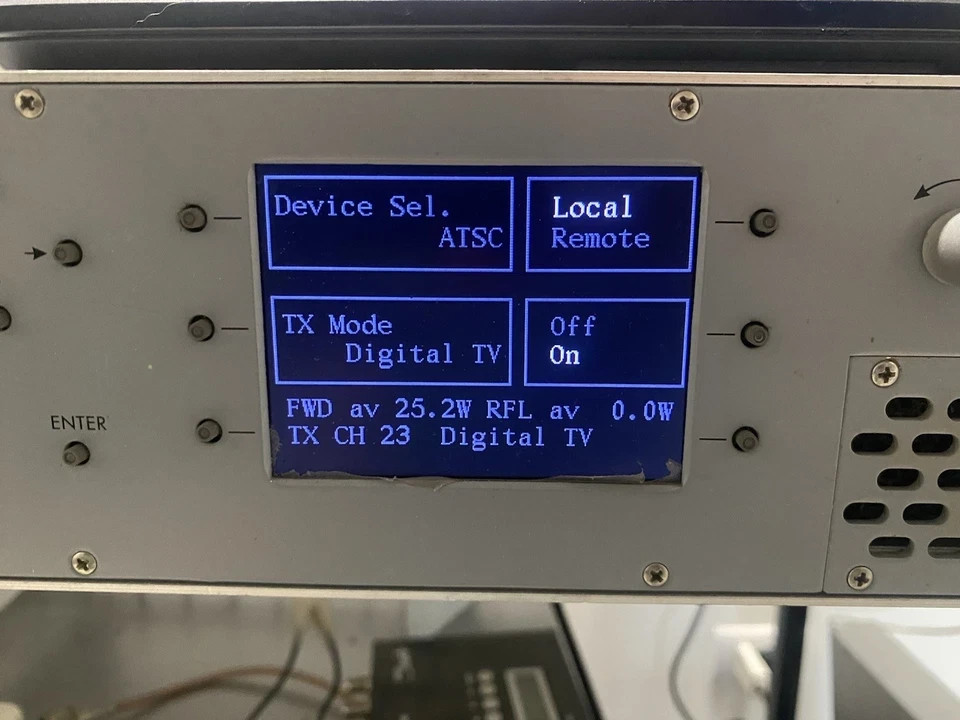 Device Sel.
ATSC
Local
Remote
TX Mode
Digital TV
Off
On
FWD av 25.2W RFL av 0.0W
TX CH 23 Digital TV
ENTER